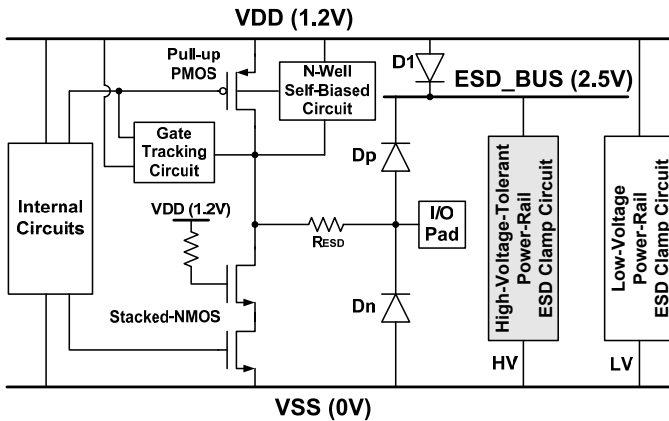 VDD (1.2V)
Pull-up
PMOS
N-Well
Self-Biased
Circuit
D1
ESD_BUS (2.5V)
Gate
Tracking
Circuit
Dp
Internal
Circuits
VDD (1.2V)
RESD
I/O
Pad
High-Voltage-Tolerant
Power-Rail
ESD Clamp Circuit
Low-Voltage
Power-Rail
ESD Clamp Circuit
Stacked-NMOS
Dn
HV
LV
VSS (0V)